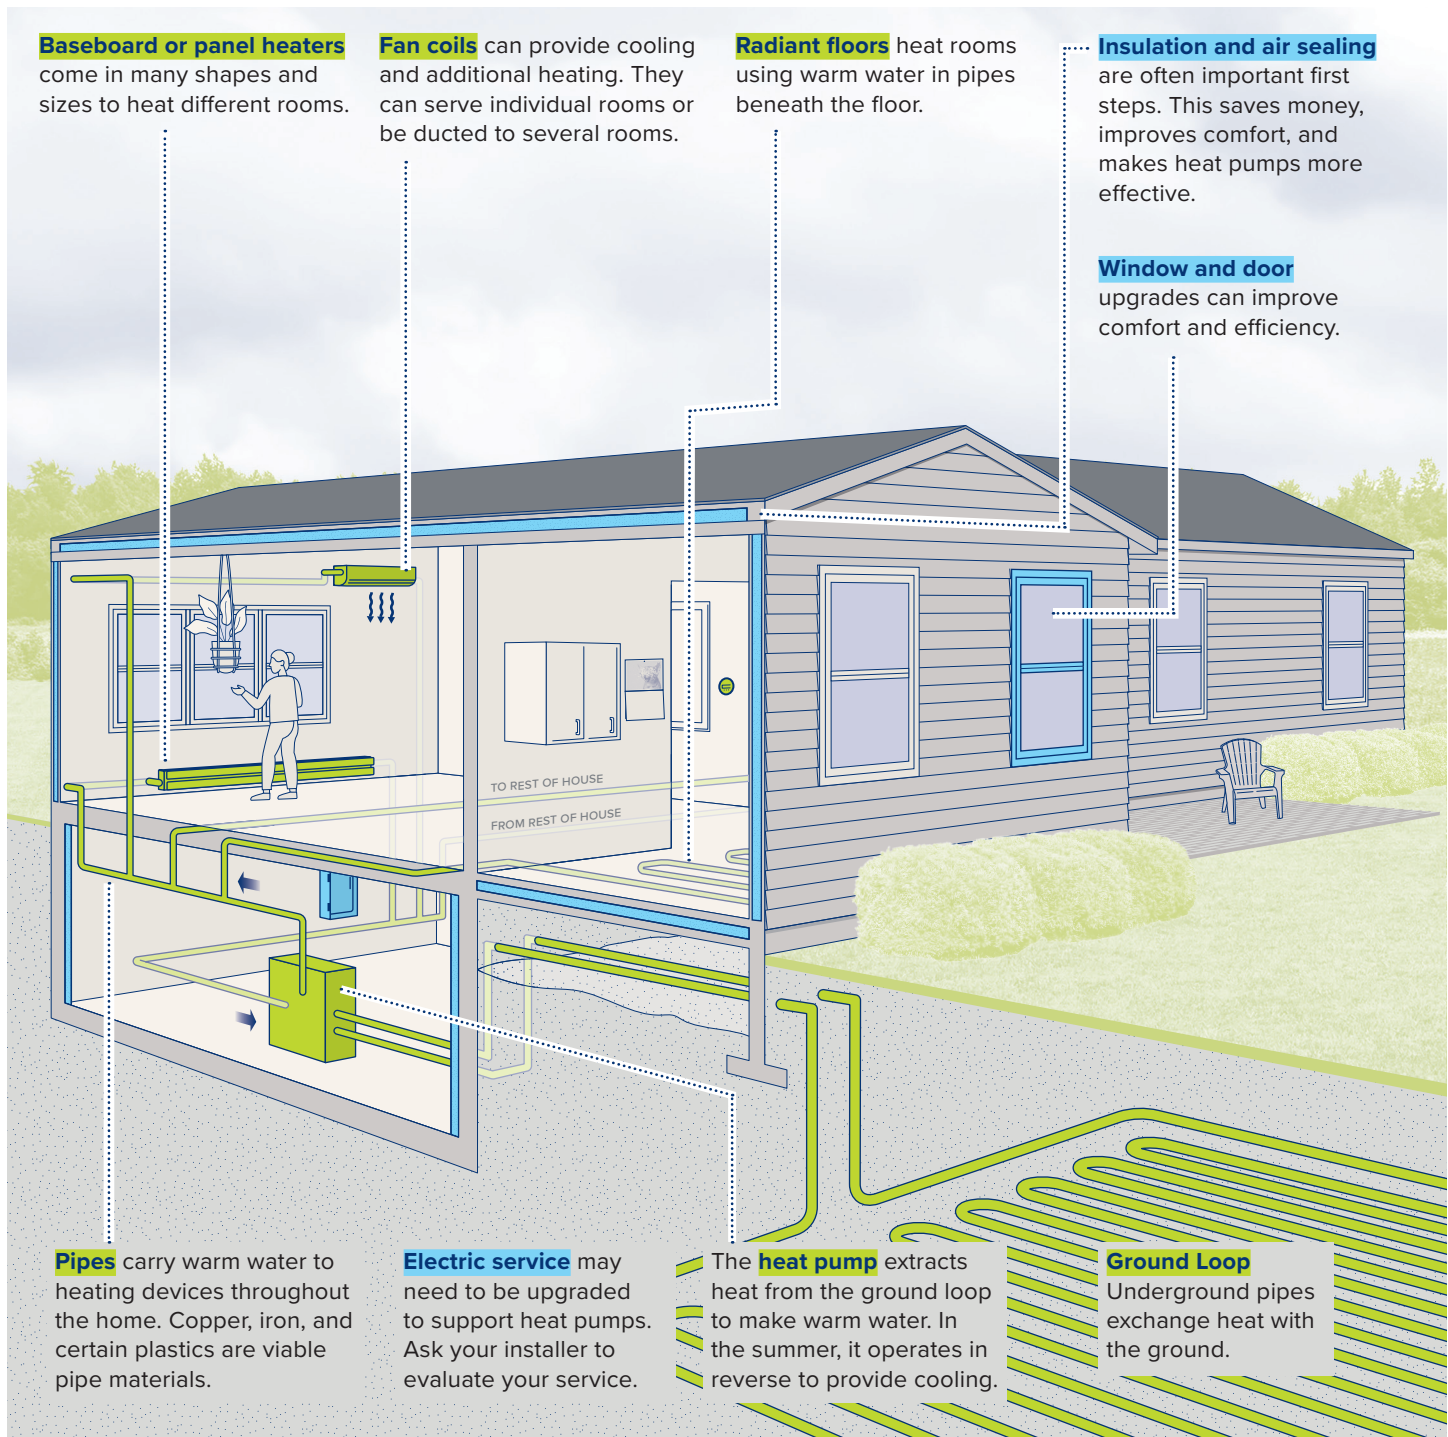 Baseboard or panel heaters
come in many shapes and
sizes to heat different rooms.
Fan coils can provide cooling
and additional heating. They
can serve individual rooms or
be ducted to several rooms.
Radiant floors heat rooms
using warm water in pipes
beneath the floor.
Insulation and air sealing
are often important first
steps. This saves money,
improves comfort, and
makes heat pumps more
effective.
Window and door
upgrades can improve
comfort and efficiency.
TO REST OF HOUSE
FROM REST OF HOUSE
Pipes carry warm water to
heating devices throughout
the home. Copper, iron, and
certain plastics are viable
pipe materials.
Electric service may
need to be upgraded
to support heat pumps.
Ask your installer to
evaluate your service.
The heat pump extracts
heat from the ground loop
to make warm water. In
the summer, it operates in
reverse to provide cooling.
Ground Loop
Underground pipes
exchange heat with
the ground.